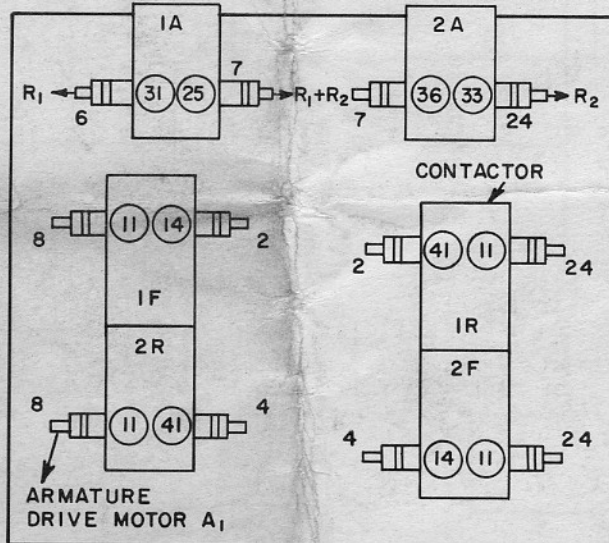 1A
2A
R1
31
25
7
R1+R2
36
33
R2
6
7
24
CONTACTOR
8
11
14
2
2
41
11
24
1F
1R
2R
2F
8
11
41
4
4
14
11
24
ARMATURE
DRIVE MOTOR A1